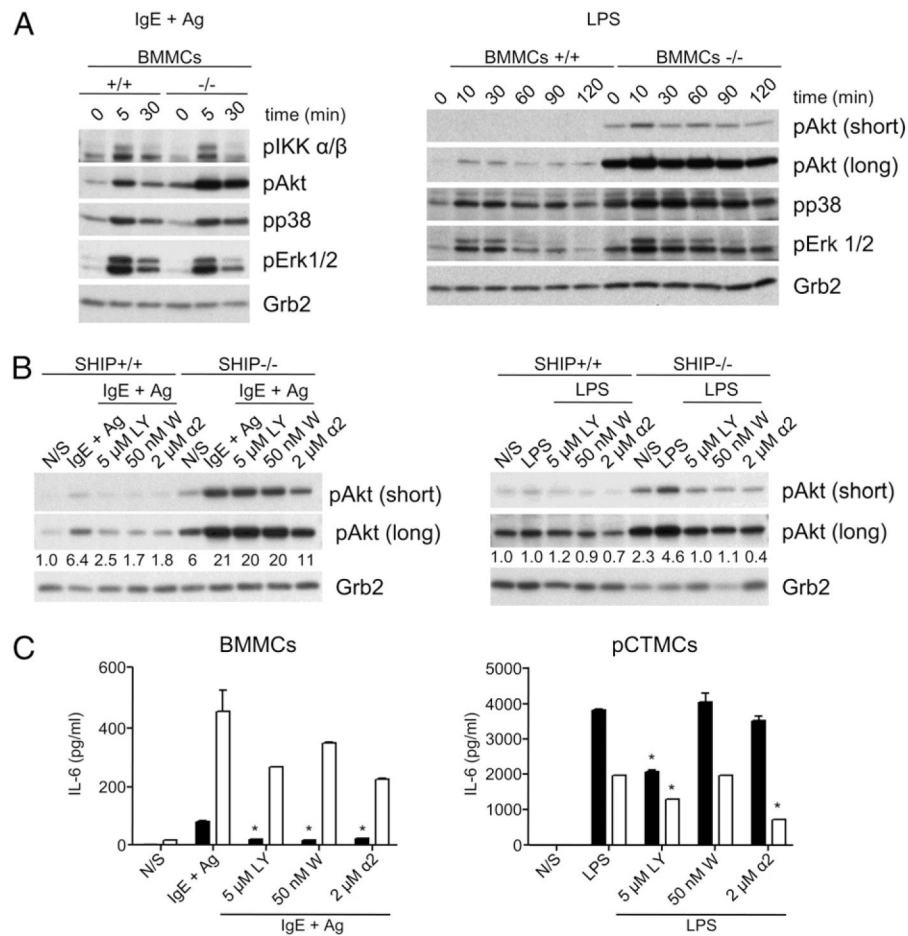 A
IgE + Ag
BMMCs
+/+ -/-
0 5 30 0 5 30 time (min)
pIKK α/β
pAkt
pp38
pErk1/2
Grb2
LPS
BMMCs +/+ BMMCs -/-
0 10 30 60 90 120 0 10 30 60 90 120 time (min)
pAkt (short)
pAkt (long)
pp38
pErk 1/2
Grb2
B
SHIP+/+ SHIP-/-
IgE + Ag IgE + Ag
N/S IgE + Ag 5 µM LY 50 nM W 2 µM α2 N/S IgE + Ag 5 µM LY 50 nM W 2 µM α2
pAkt (short)
pAkt (long)
1.0 6.4 2.5 1.7 1.8 6 21 20 20 11
Grb2
SHIP+/+ SHIP-/-
LPS LPS
N/S LPS 5 µM LY 50 nM W 2 µM α2 N/S LPS 5 µM LY 50 nM W 2 µM α2
pAkt (short)
pAkt (long)
1.0 1.0 1.2 0.9 0.7 2.3 4.6 1.0 1.1 0.4
Grb2
C
BMMCs
IL-6 (pg/ml)
600
400
200
0
* * *
N/S IgE + Ag 5 µM LY 50 nM W 2 µM α2
IgE + Ag
pCTMCs
IL-6 (pg/ml)
5000
4000
3000
2000
1000
0
* * *
N/S LPS 5 µM LY 50 nM W 2 µM α2
LPS